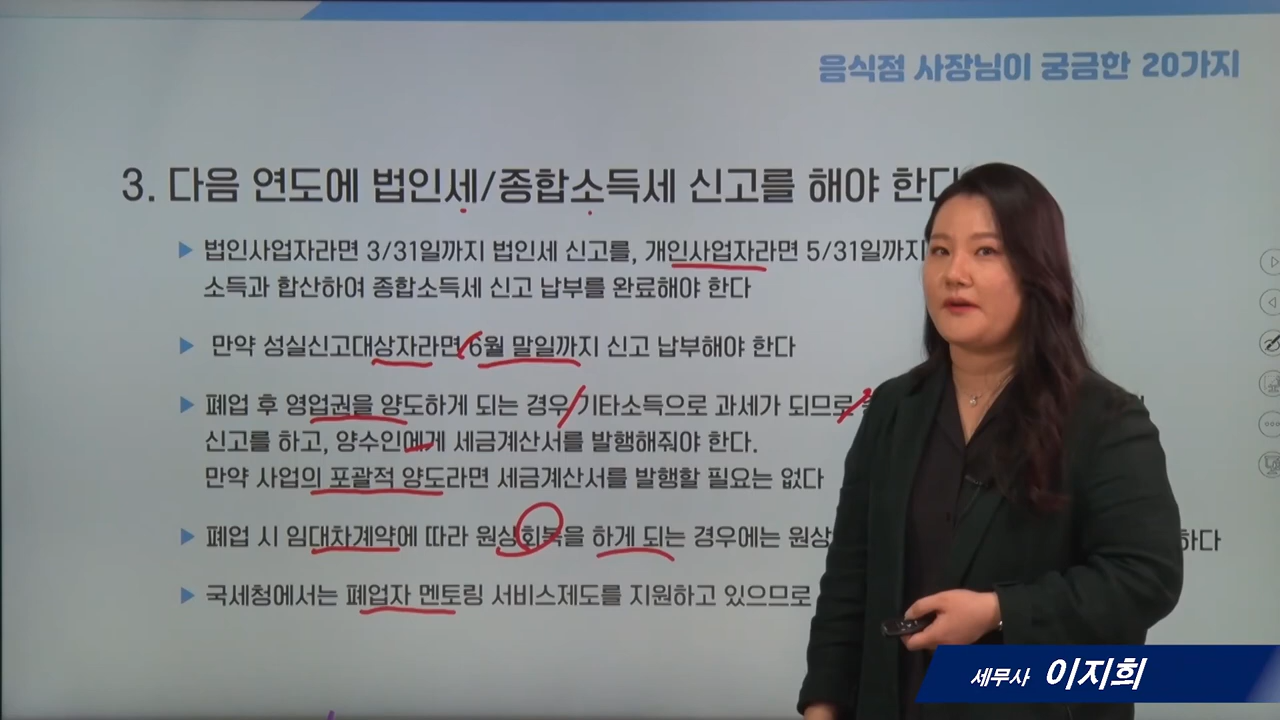 음식점 사장님이 궁금한 20가지
3. 다음 연도에 법인세/종합소득세 신고를 해야 한다
▶ 법인사업자라면 3/31일까지 법인세 신고를, 개인사업자라면 5/31일까지
소득과 합산하여 종합소득세 신고 납부를 완료해야 한다
▶ 만약 성실신고대상자라면 6월 말일까지 신고 납부해야 한다
▶ 폐업 후 영업권을 양도하게 되는 경우 기타소득으로 과세가 되므로
신고를 하고, 양수인에게 세금계산서를 발행해줘야 한다.
만약 사업의 포괄적 양도라면 세금계산서를 발행할 필요는 없다
▶ 폐업 시 임대차계약에 따라 원상회복을 하게 되는 경우에는 원상 하다
▶ 국세청에서는 폐업자 멘토링 서비스제도를 지원하고 있으므로
세무사 이지희